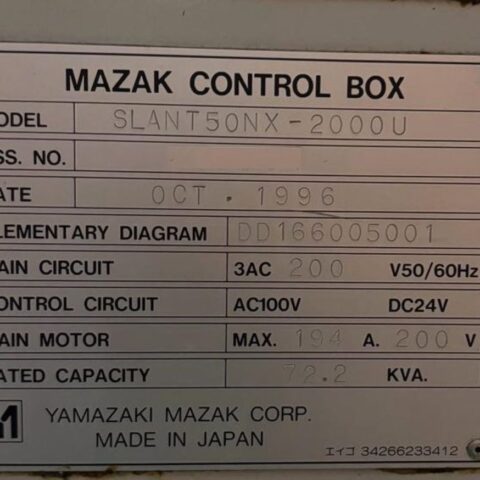 MAZAK CONTROL BOX
ODEL SLANT50NX-2000U
SS. NO.
ATE OCT . 1996
LEMENTARY DIAGRAM DD166005001
AIN CIRCUIT 3AC 200 V50/60Hz
ONTROL CIRCUIT AC100V DC24V
AIN MOTOR MAX. 194 A. 200 V
ATED CAPACITY 72.2 KVA.
YAMAZAKI MAZAK CORP.
MADE IN JAPAN
エイコ 34266233412